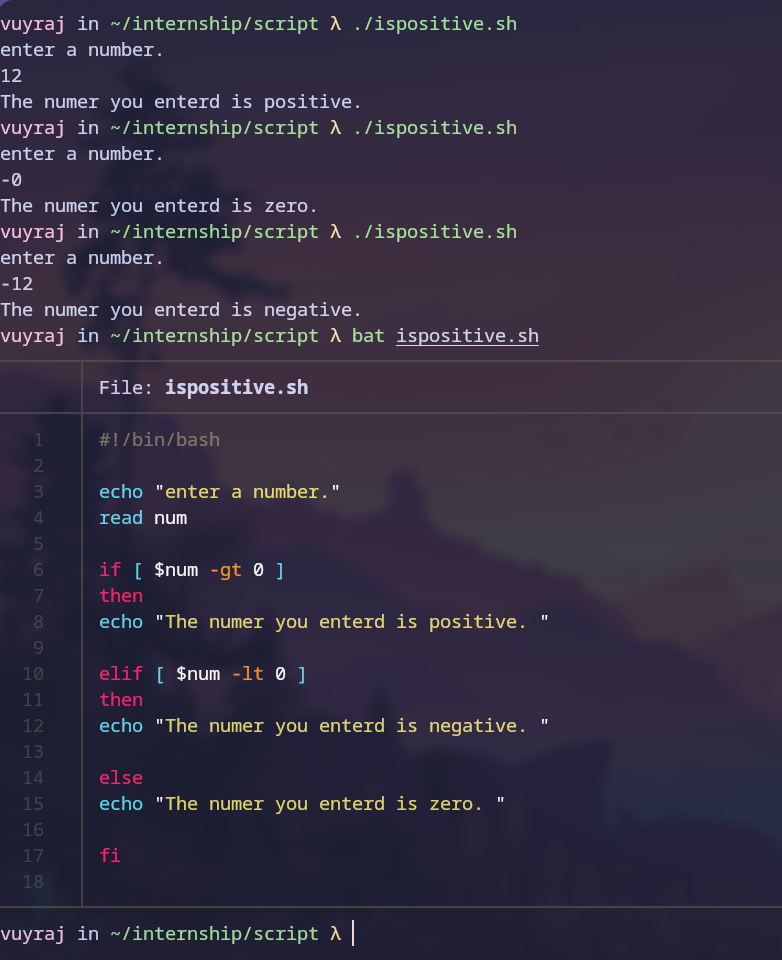 vuyraj in ~/internship/script λ ./ispositive.sh
enter a number.
12
The numer you enterd is positive.
vuyraj in ~/internship/script λ ./ispositive.sh
enter a number.
-0
The numer you enterd is zero.
vuyraj in ~/internship/script λ ./ispositive.sh
enter a number.
-12
The numer you enterd is negative.
vuyraj in ~/internship/script λ bat ispositive.sh
File: ispositive.sh
1 #!/bin/bash
2
3 echo "enter a number."
4 read num
5
6 if [ $num -gt 0 ]
7 then
8 echo "The numer you enterd is positive. "
9
10 elif [ $num -lt 0 ]
11 then
12 echo "The numer you enterd is negative. "
13
14 else
15 echo "The numer you enterd is zero. "
16
17 fi
18
vuyraj in ~/internship/script λ